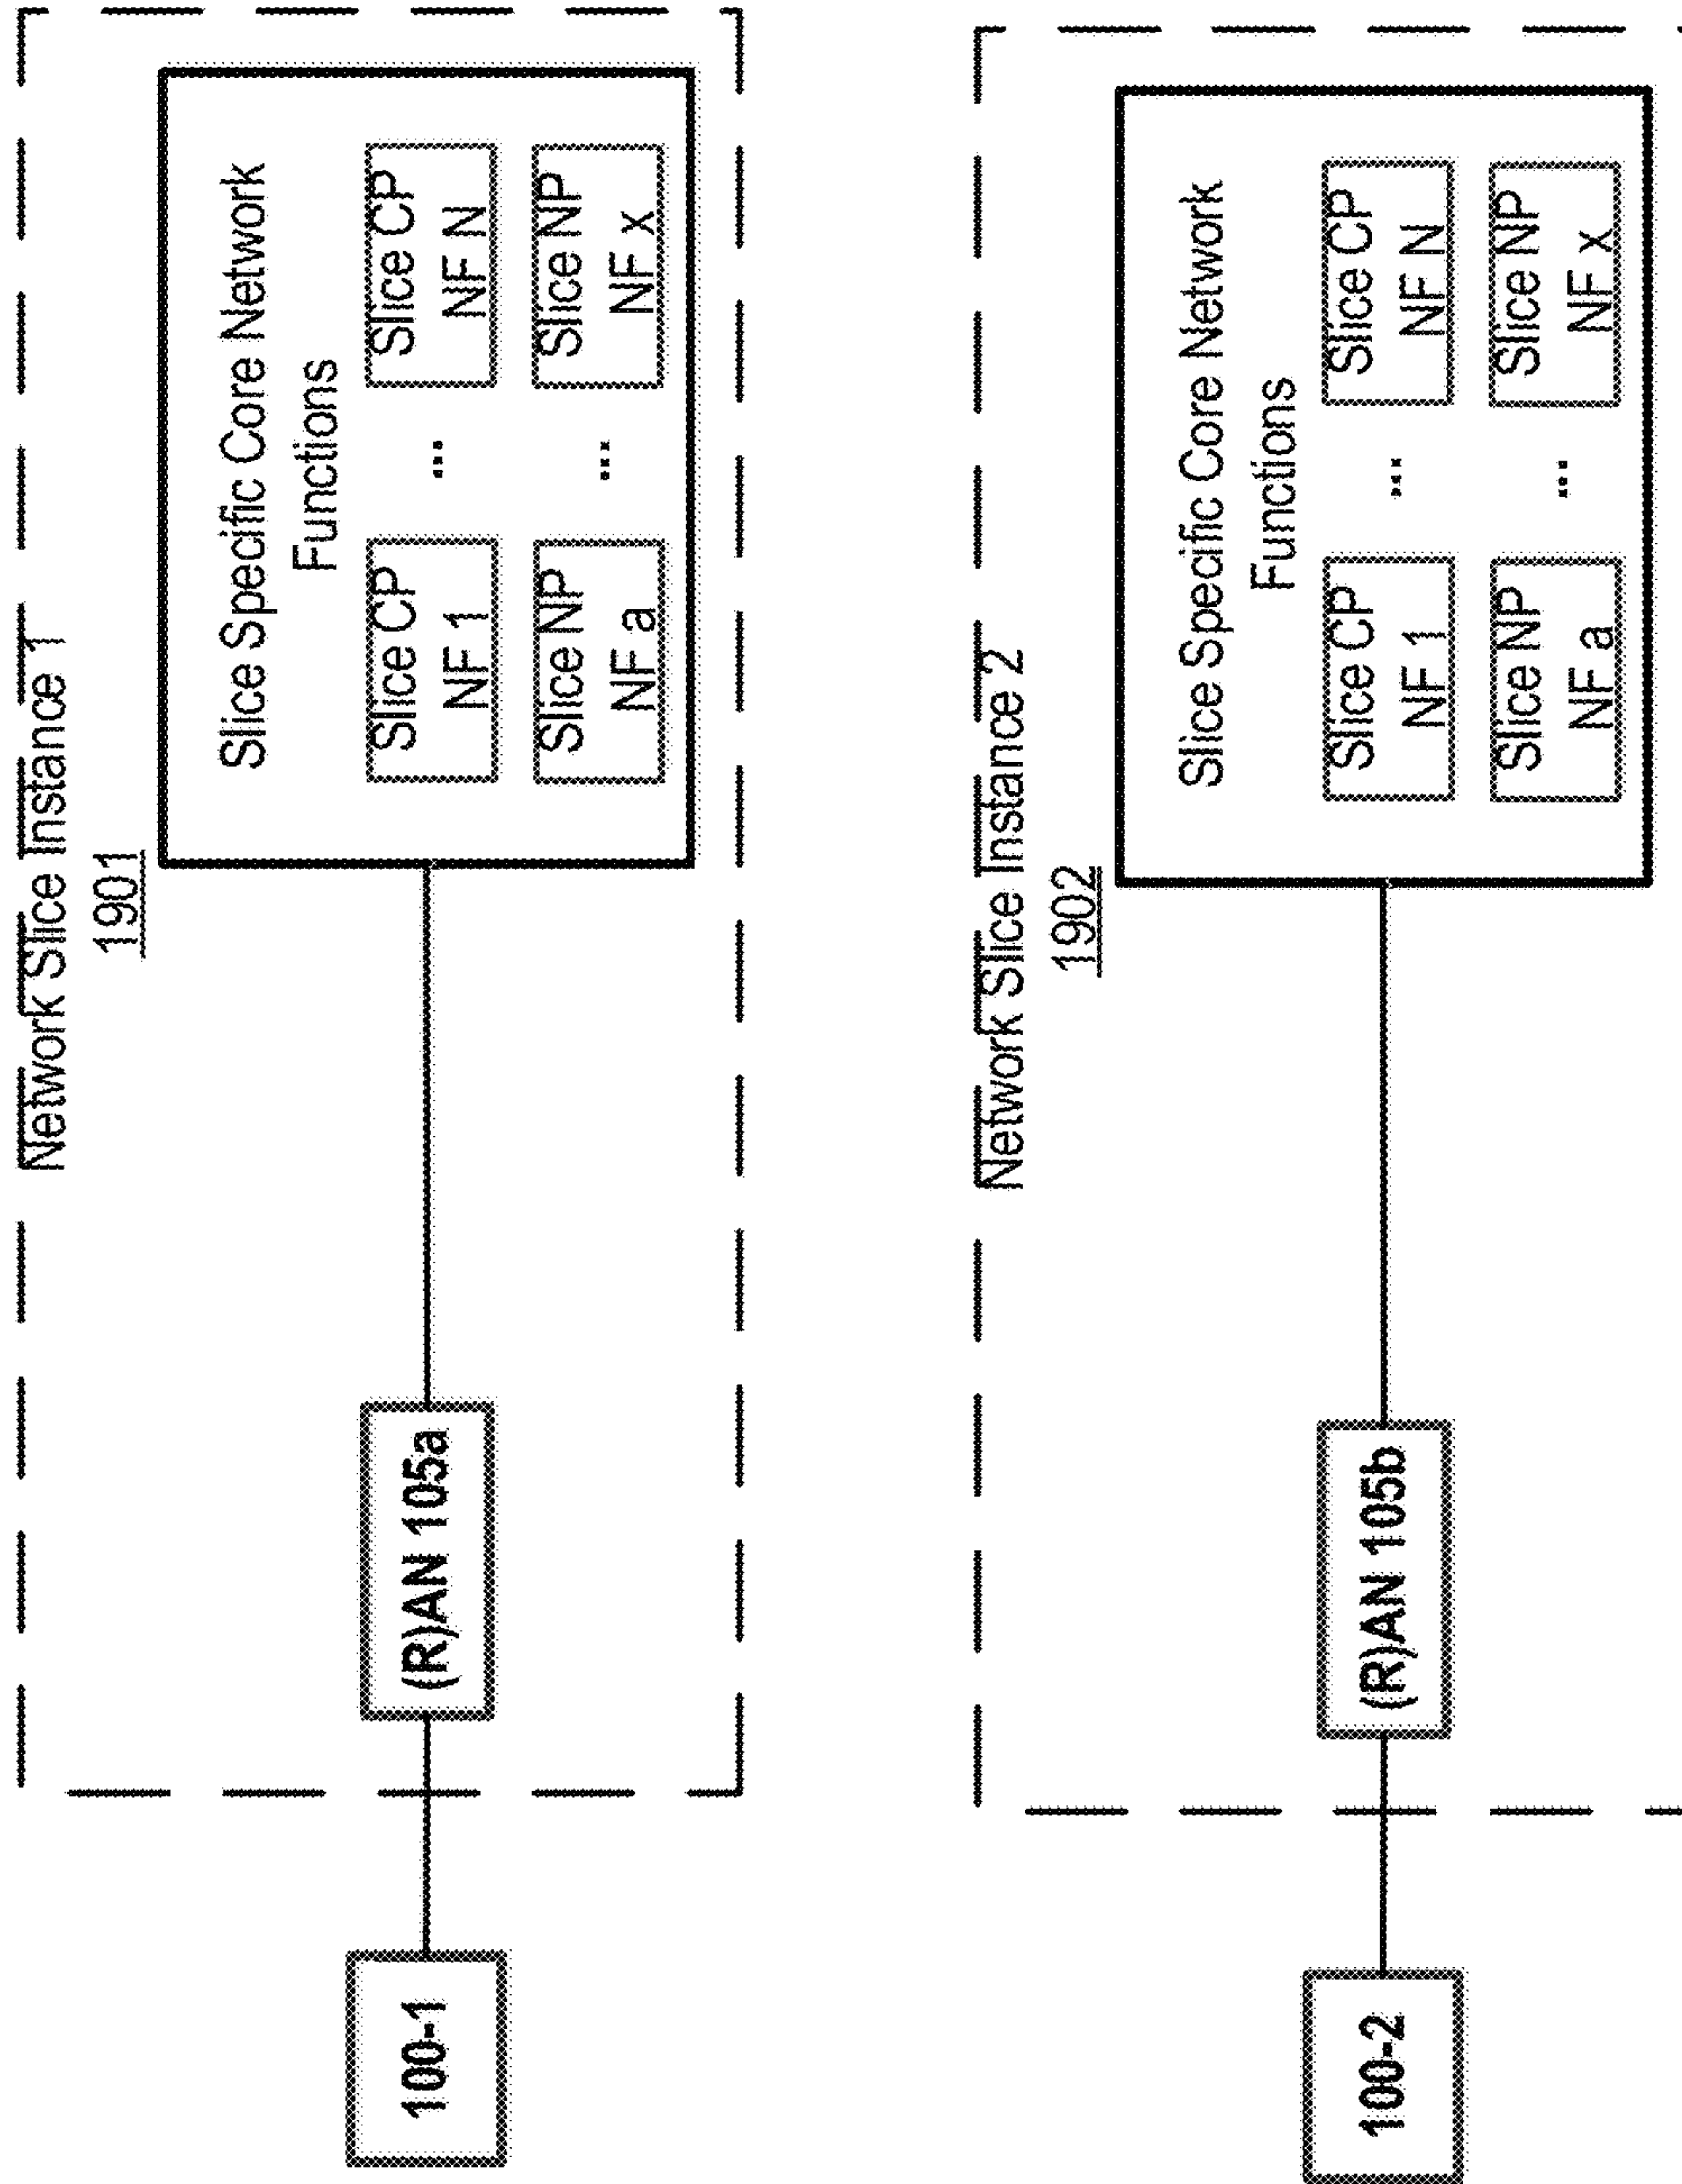 Network Slice Instance 1
1901
Slice Specific Core Network
Functions
Slice CP
NF 1
...
Slice CP
NF N
Slice NP
NF a
...
Slice NP
NF x
(R)AN 105a
100-1
Network Slice Instance 2
1902
Slice Specific Core Network
Functions
Slice CP
NF 1
...
Slice CP
NF N
Slice NP
NF a
...
Slice NP
NF x
(R)AN 105b
100-2